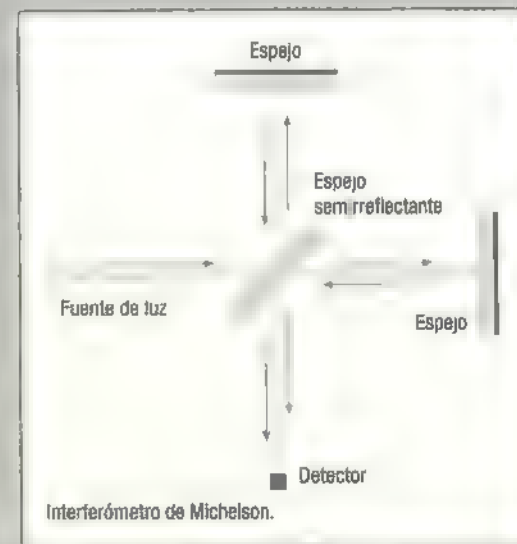 Espejo
Espejo
semirreflectante
Fuente de luz
Espejo
Detector
Interferómetro de Michelson.